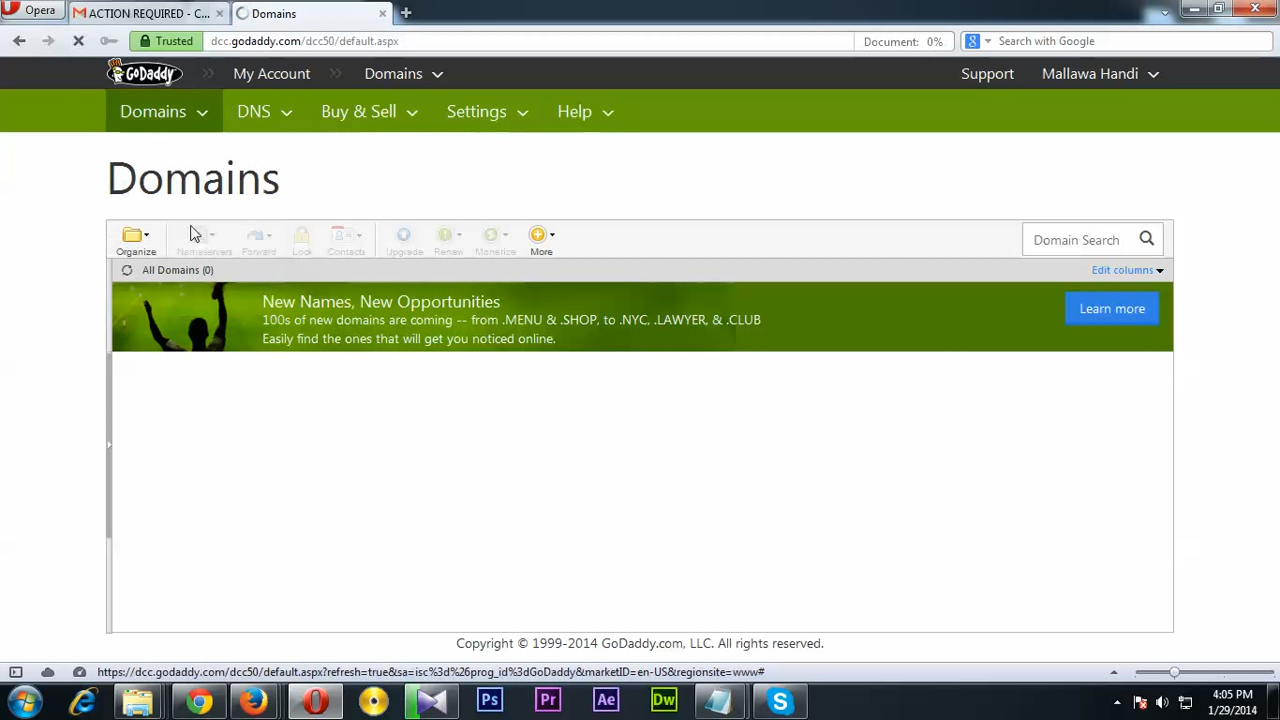 Opera
ACTION REQUIRED - C...
Domains
Trusted
dcc.godaddy.com/dcc50/default.aspx
Document: 0%
Search with Google
GoDaddy
My Account
Domains
Support
Mallawa Handi
Domains
DNS
Buy & Sell
Settings
Help
Domains
Organize
Nameservers
Forward
Lock
Contacts
Upgrade
Renew
Monetize
More
Domain Search
All Domains (0)
Edit columns
New Names, New Opportunities
100s of new domains are coming -- from .MENU & .SHOP, to .NYC, .LAWYER, & .CLUB
Easily find the ones that will get you noticed online.
Learn more
Copyright © 1999-2014 GoDaddy.com, LLC. All rights reserved.
https://dcc.godaddy.com/dcc50/default.aspx?refresh=true&sa=isc%3d%26prog_id%3dGoDaddy&marketID=en-US&regionsite=www#
Ps
Pr
Ae
Dw
4:05 PM
1/29/2014